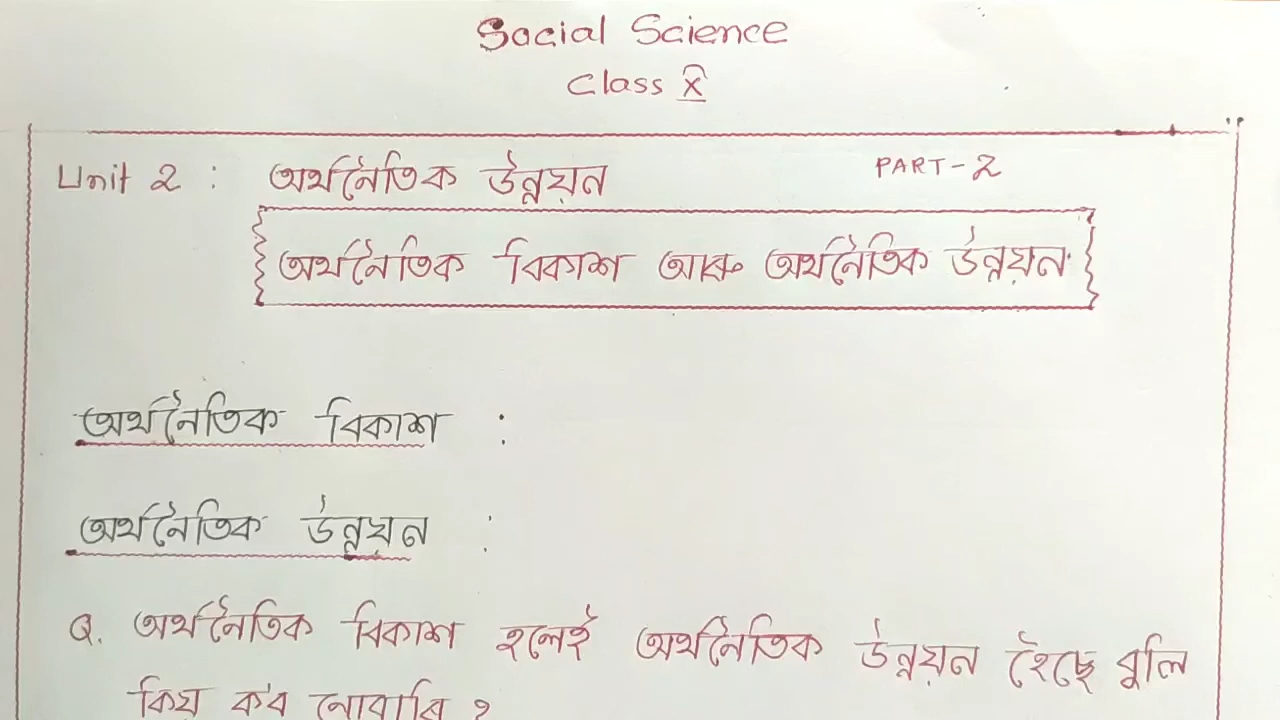 Social Science
Class X
Unit 2 : অৰ্থনৈতিক উন্নয়ন PART-2
অৰ্থনৈতিক বিকাশ আৰু অৰ্থনৈতিক উন্নয়ন
অৰ্থনৈতিক বিকাশ :
অৰ্থনৈতিক উন্নয়ন :
Q. অৰ্থনৈতিক বিকাশ হলেই অৰ্থনৈতিক উন্নয়ন হৈছে বুলি
কিয় ক'ব নোৱাৰি ?